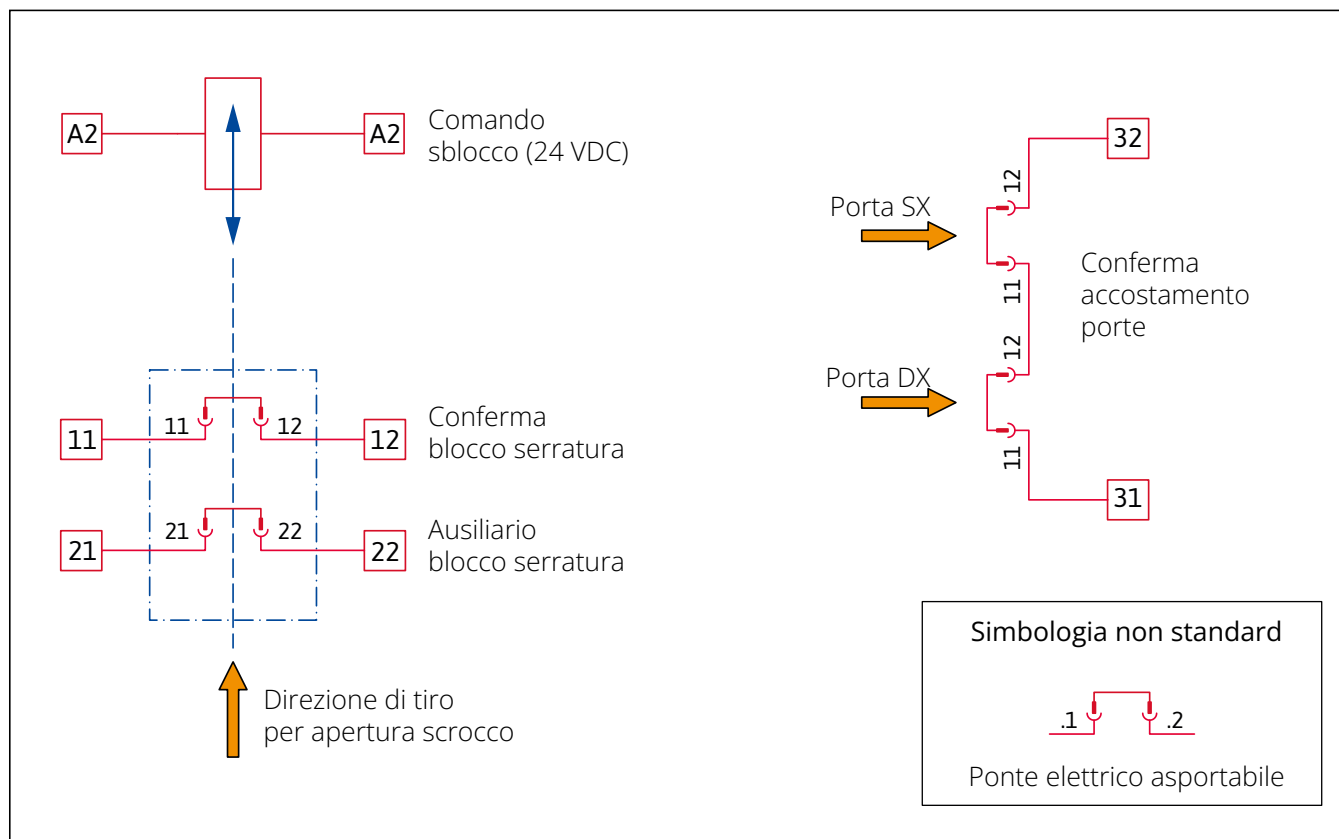 A2
A2
Comando
sblocco (24 VDC)
11
11
12
12
Conferma
blocco serratura
21
21
22
22
Ausiliario
blocco serratura
Direzione di tiro
per apertura scrocco
32
12
Porta SX
11
Conferma
accostamento
porte
12
Porta DX
11
31
Simbologia non standard
.1
.2
Ponte elettrico asportabile